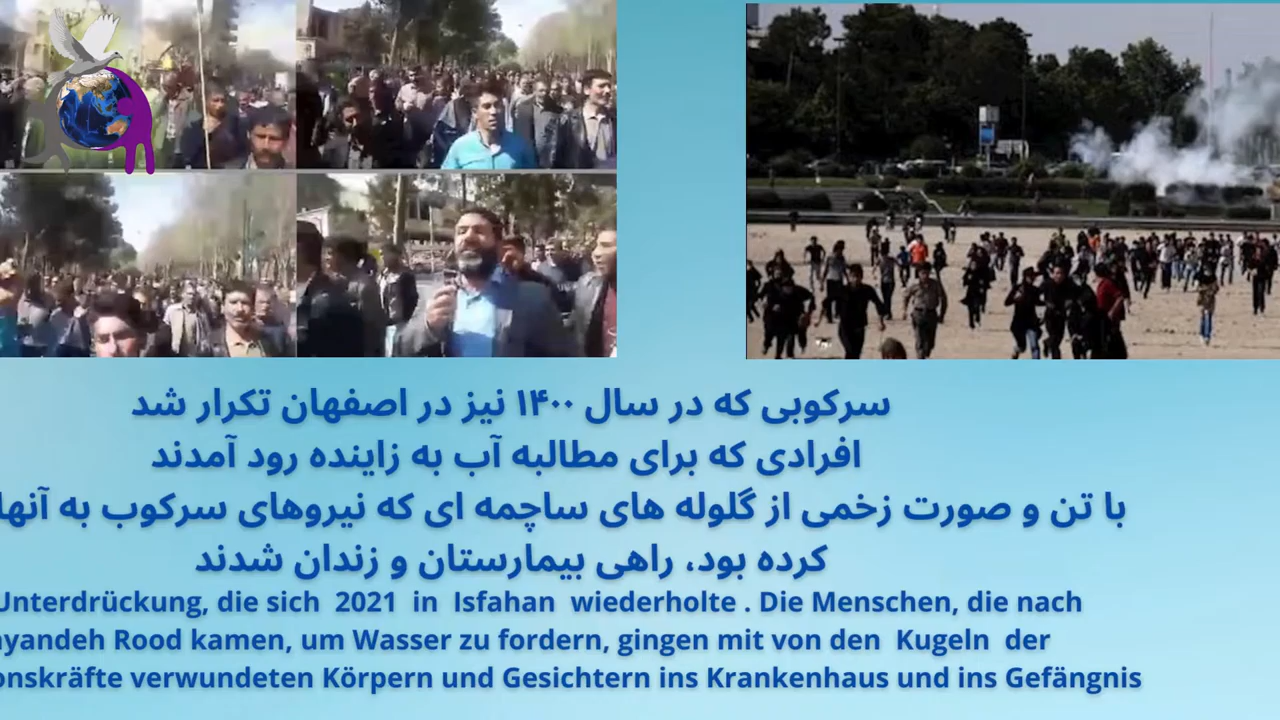 سرکوبی که در سال ۱۴۰۰ نیز در اصفهان تکرار شد
افرادی که برای مطالبه آب به زاینده رود آمدند
با تن و صورت زخمی از گلوله های ساچمه ای که نیروهای سرکوب به آنها
کرده بود، راهی بیمارستان و زندان شدند
Unterdrückung, die sich 2021 in Isfahan wiederholte . Die Menschen, die nach
Rood kamen, um Wasser zu fordern, gingen mit von den Kugeln der
verwundeten Körpern und Gesichtern ins Krankenhaus und ins Gefängnis